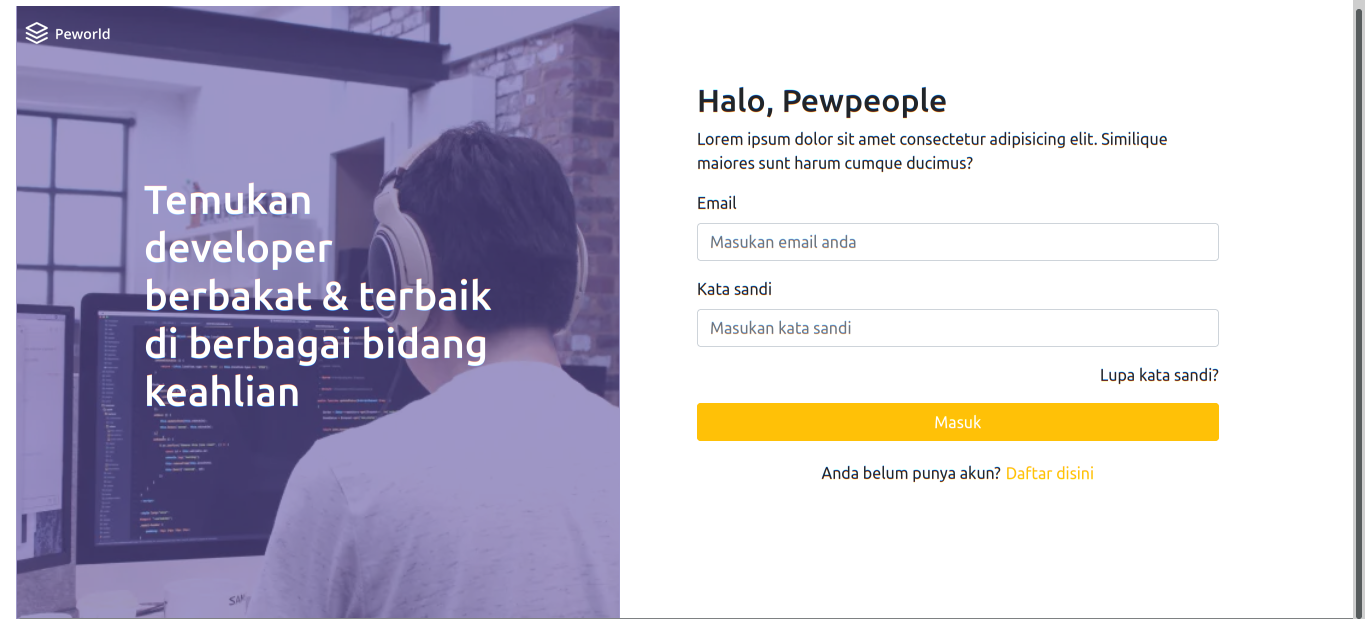 Peworld
Temukan
developer
berbakat & terbaik
di berbagai bidang
keahlian
Halo, Pewpeople
Lorem ipsum dolor sit amet consectetur adipisicing elit. Similique
maiores sunt harum cumque ducimus?
Email
Masukan email anda
Kata sandi
Masukan kata sandi
Lupa kata sandi?
Masuk
Anda belum punya akun? Daftar disini